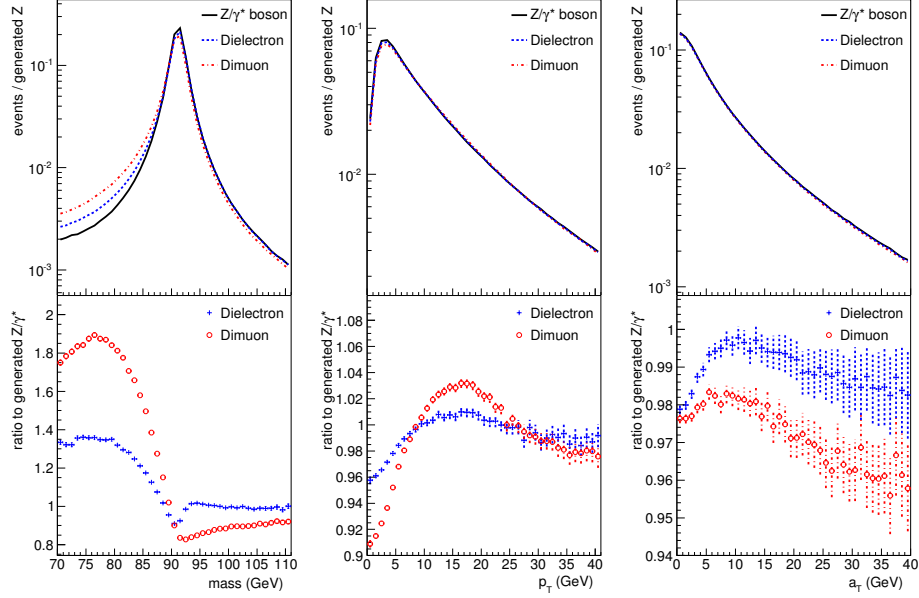 events / generated Z
10⁻¹
10⁻²
10⁻³
Z/γ* boson
Dielectron
Dimuon
events / generated Z
10⁻¹
10⁻²
Z/γ* boson
Dielectron
Dimuon
events / generated Z
10⁻¹
10⁻²
10⁻³
Z/γ* boson
Dielectron
Dimuon
ratio to generated Z/γ*
2
1.8
1.6
1.4
1.2
1
0.8
Dielectron
Dimuon
70 75 80 85 90 95 100 105 110
mass (GeV)
ratio to generated Z/γ*
1.08
1.06
1.04
1.02
1
0.98
0.96
0.94
0.92
0.9
Dielectron
Dimuon
0 5 10 15 20 25 30 35 40
p_T (GeV)
ratio to generated Z/γ*
1
0.99
0.98
0.97
0.96
0.95
0.94
Dielectron
Dimuon
0 5 10 15 20 25 30 35 40
a_T (GeV)